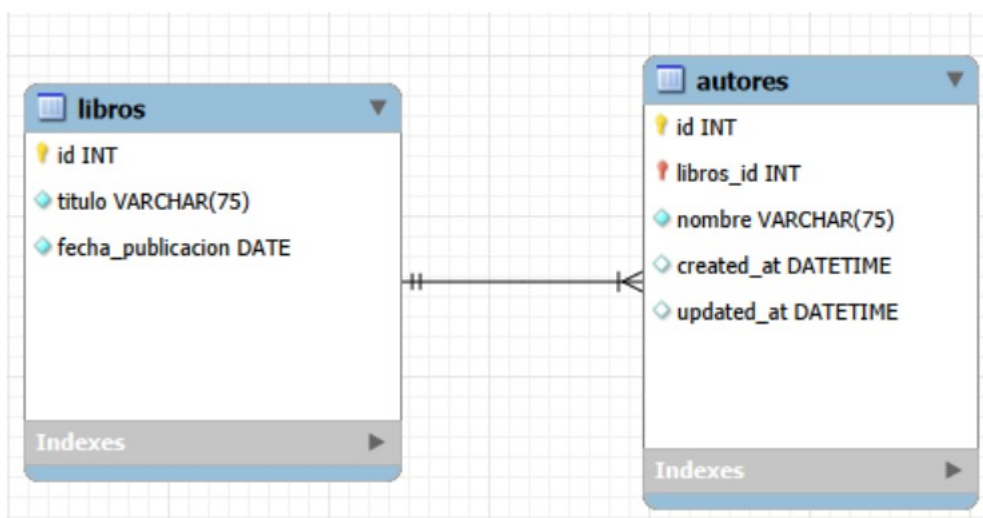 libros
id INT
titulo VARCHAR(75)
fecha_publicacion DATE
Indexes
autores
id INT
libros_id INT
nombre VARCHAR(75)
created_at DATETIME
updated_at DATETIME
Indexes